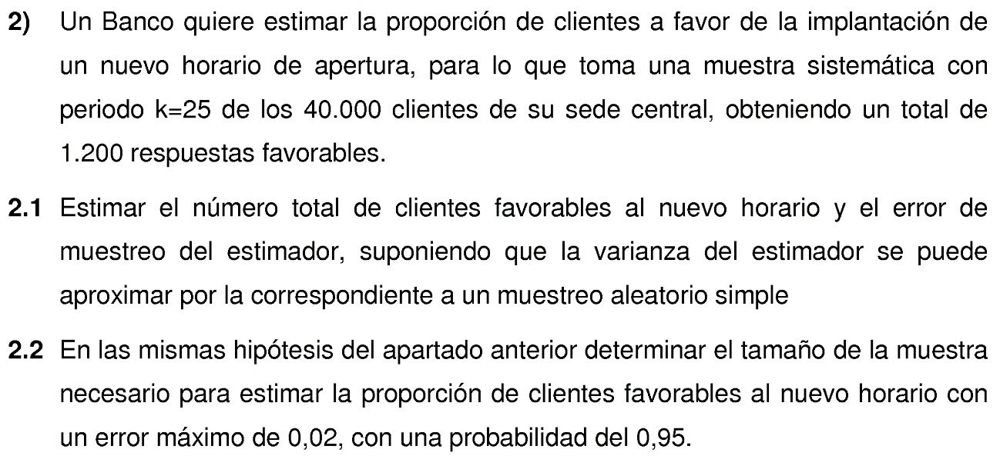 2) Un Banco quiere estimar la proporción de clientes a favor de la implantación de
un nuevo horario de apertura, para lo que toma una muestra sistemática con
periodo k=25 de los 40.000 clientes de su sede central, obteniendo un total de
1.200 respuestas favorables.
2.1 Estimar el número total de clientes favorables al nuevo horario y el error de
muestreo del estimador, suponiendo que la varianza del estimador se puede
aproximar por la correspondiente a un muestreo aleatorio simple
2.2 En las mismas hipótesis del apartado anterior determinar el tamaño de la muestra
necesario para estimar la proporción de clientes favorables al nuevo horario con
un error máximo de 0,02, con una probabilidad del 0,95.